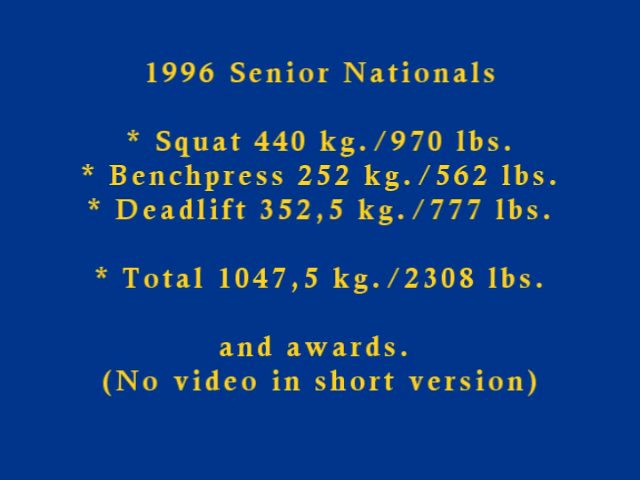 1996 Senior Nationals
* Squat 440 kg./970 lbs.
* Benchpress 252 kg./562 lbs.
* Deadlift 352,5 kg./777 lbs.
* Total 1047,5 kg./2308 lbs.
and awards.
(No video in short version)